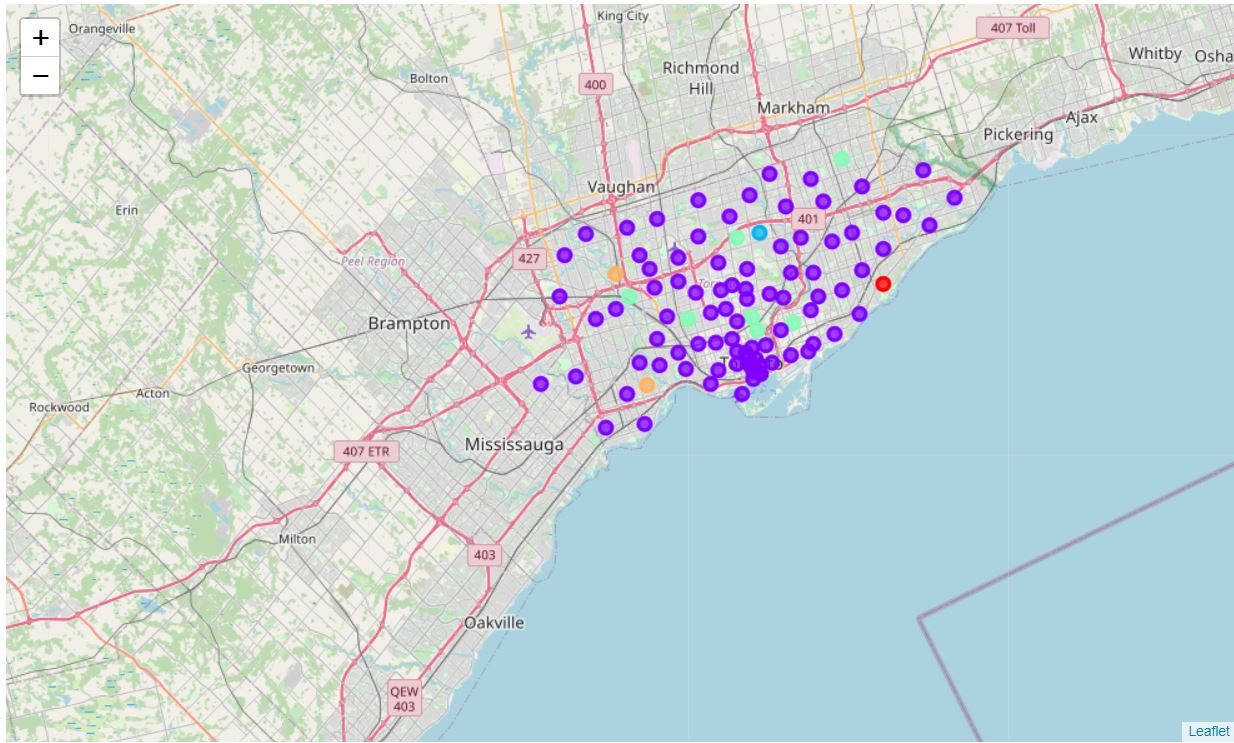 Orangeville
King City
407 Toll
+
−
Whitby
Osha
Bolton
Richmond
Hill
400
Markham
Ajax
Pickering
Vaughan
Erin
401
Peel Region
427
Brampton
Georgetown
Acton
Rockwood
Mississauga
407 ETR
Milton
403
Oakville
QEW
403
Leaflet